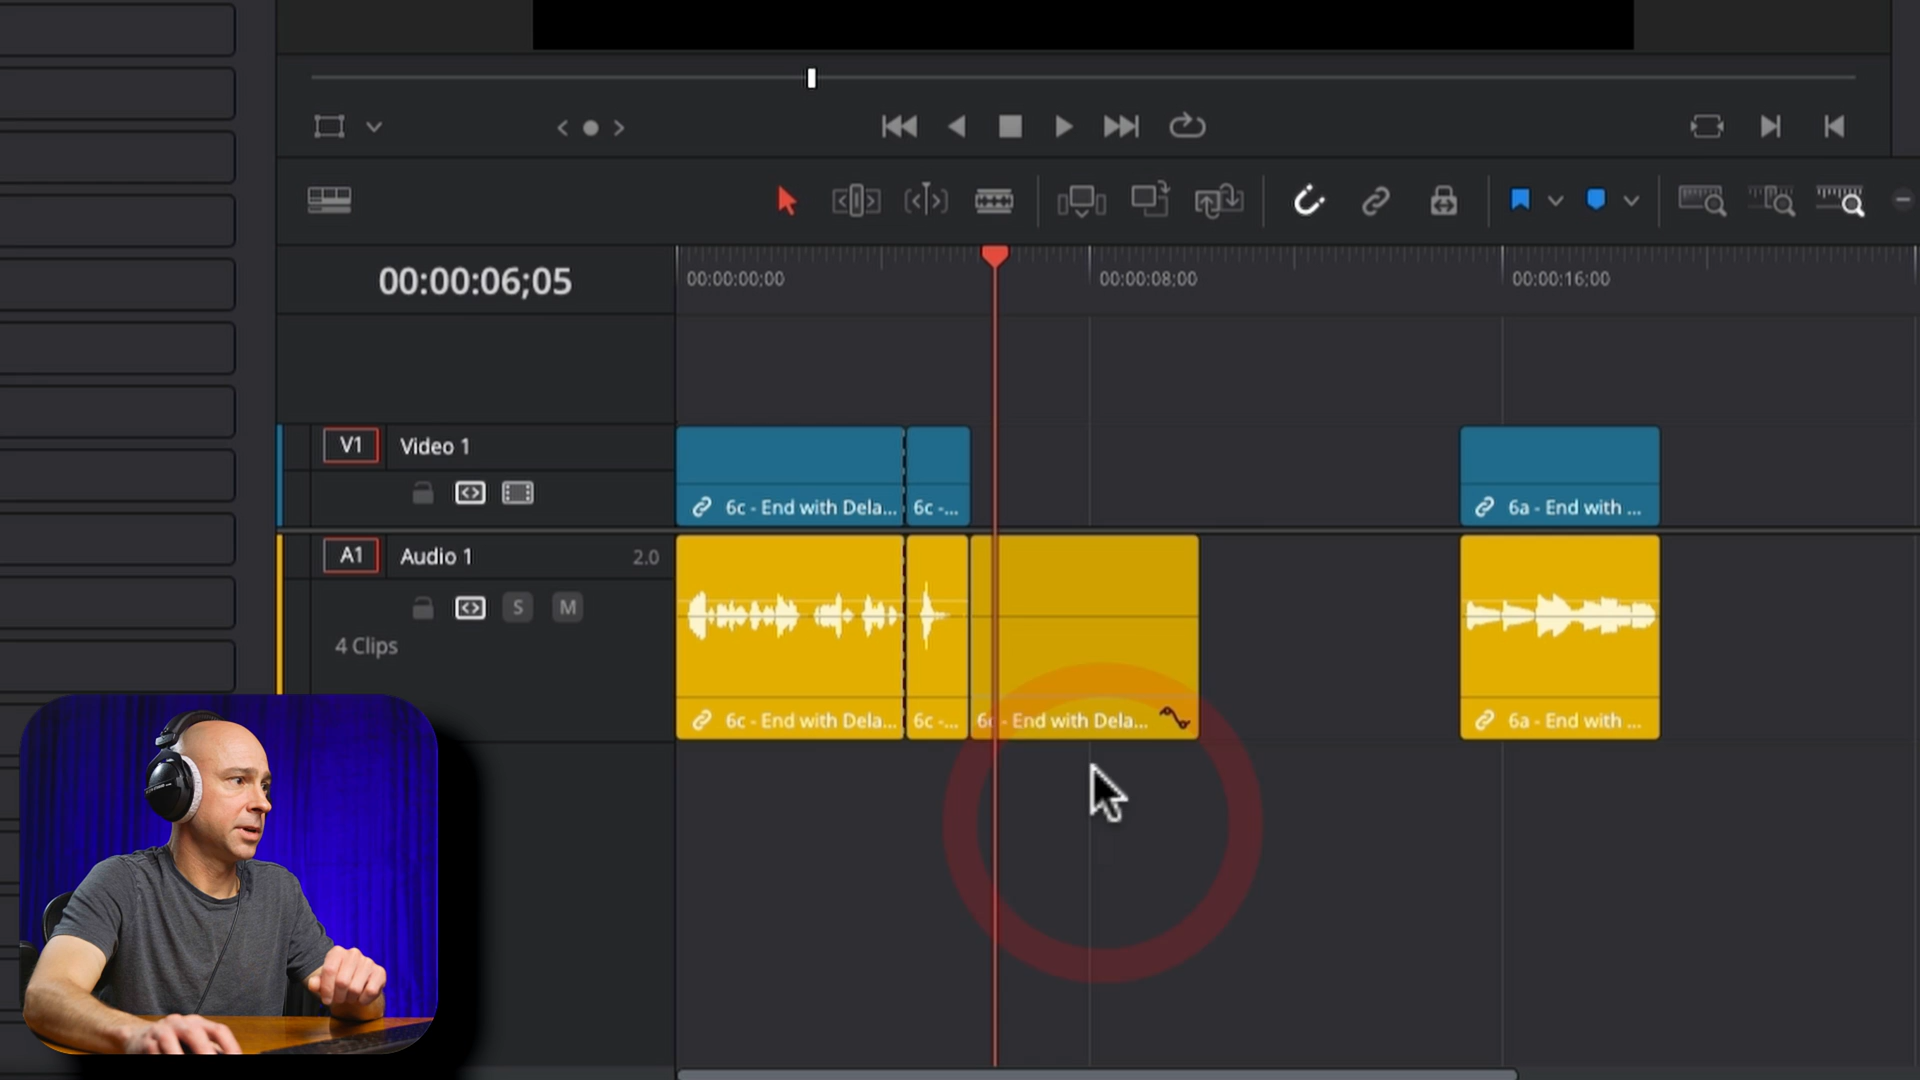 00:00:06;05
00:00:00;00
00:00:08;00
00:00:16;00
V1 Video 1
6c - End with Dela...
6c -...
6a - End with ...
A1 Audio 1 2.0
S M
4 Clips
6c - End with Dela...
6c -...
6c - End with Dela...
6a - End with ...